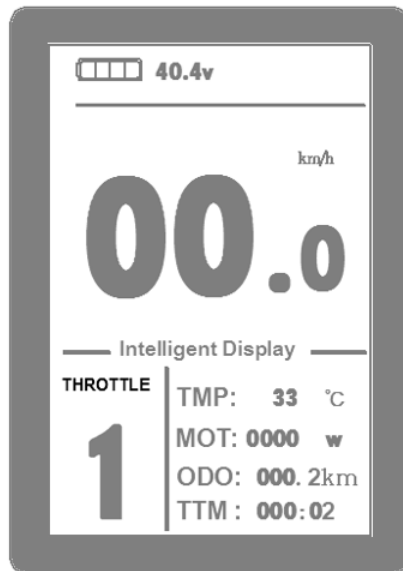 40.4v
km/h
00.0
Intelligent Display
THROTTLE
1
TMP: 33 °C
MOT: 0000 w
ODO: 000.2km
TTM : 000:02